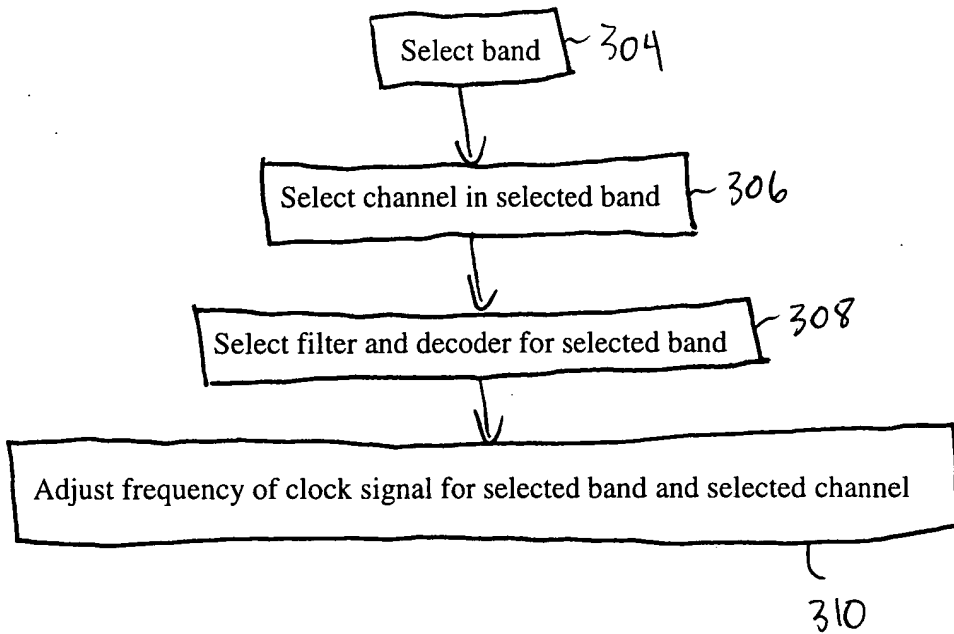 Select band 304
Select channel in selected band 306
Select filter and decoder for selected band 308
Adjust frequency of clock signal for selected band and selected channel
310